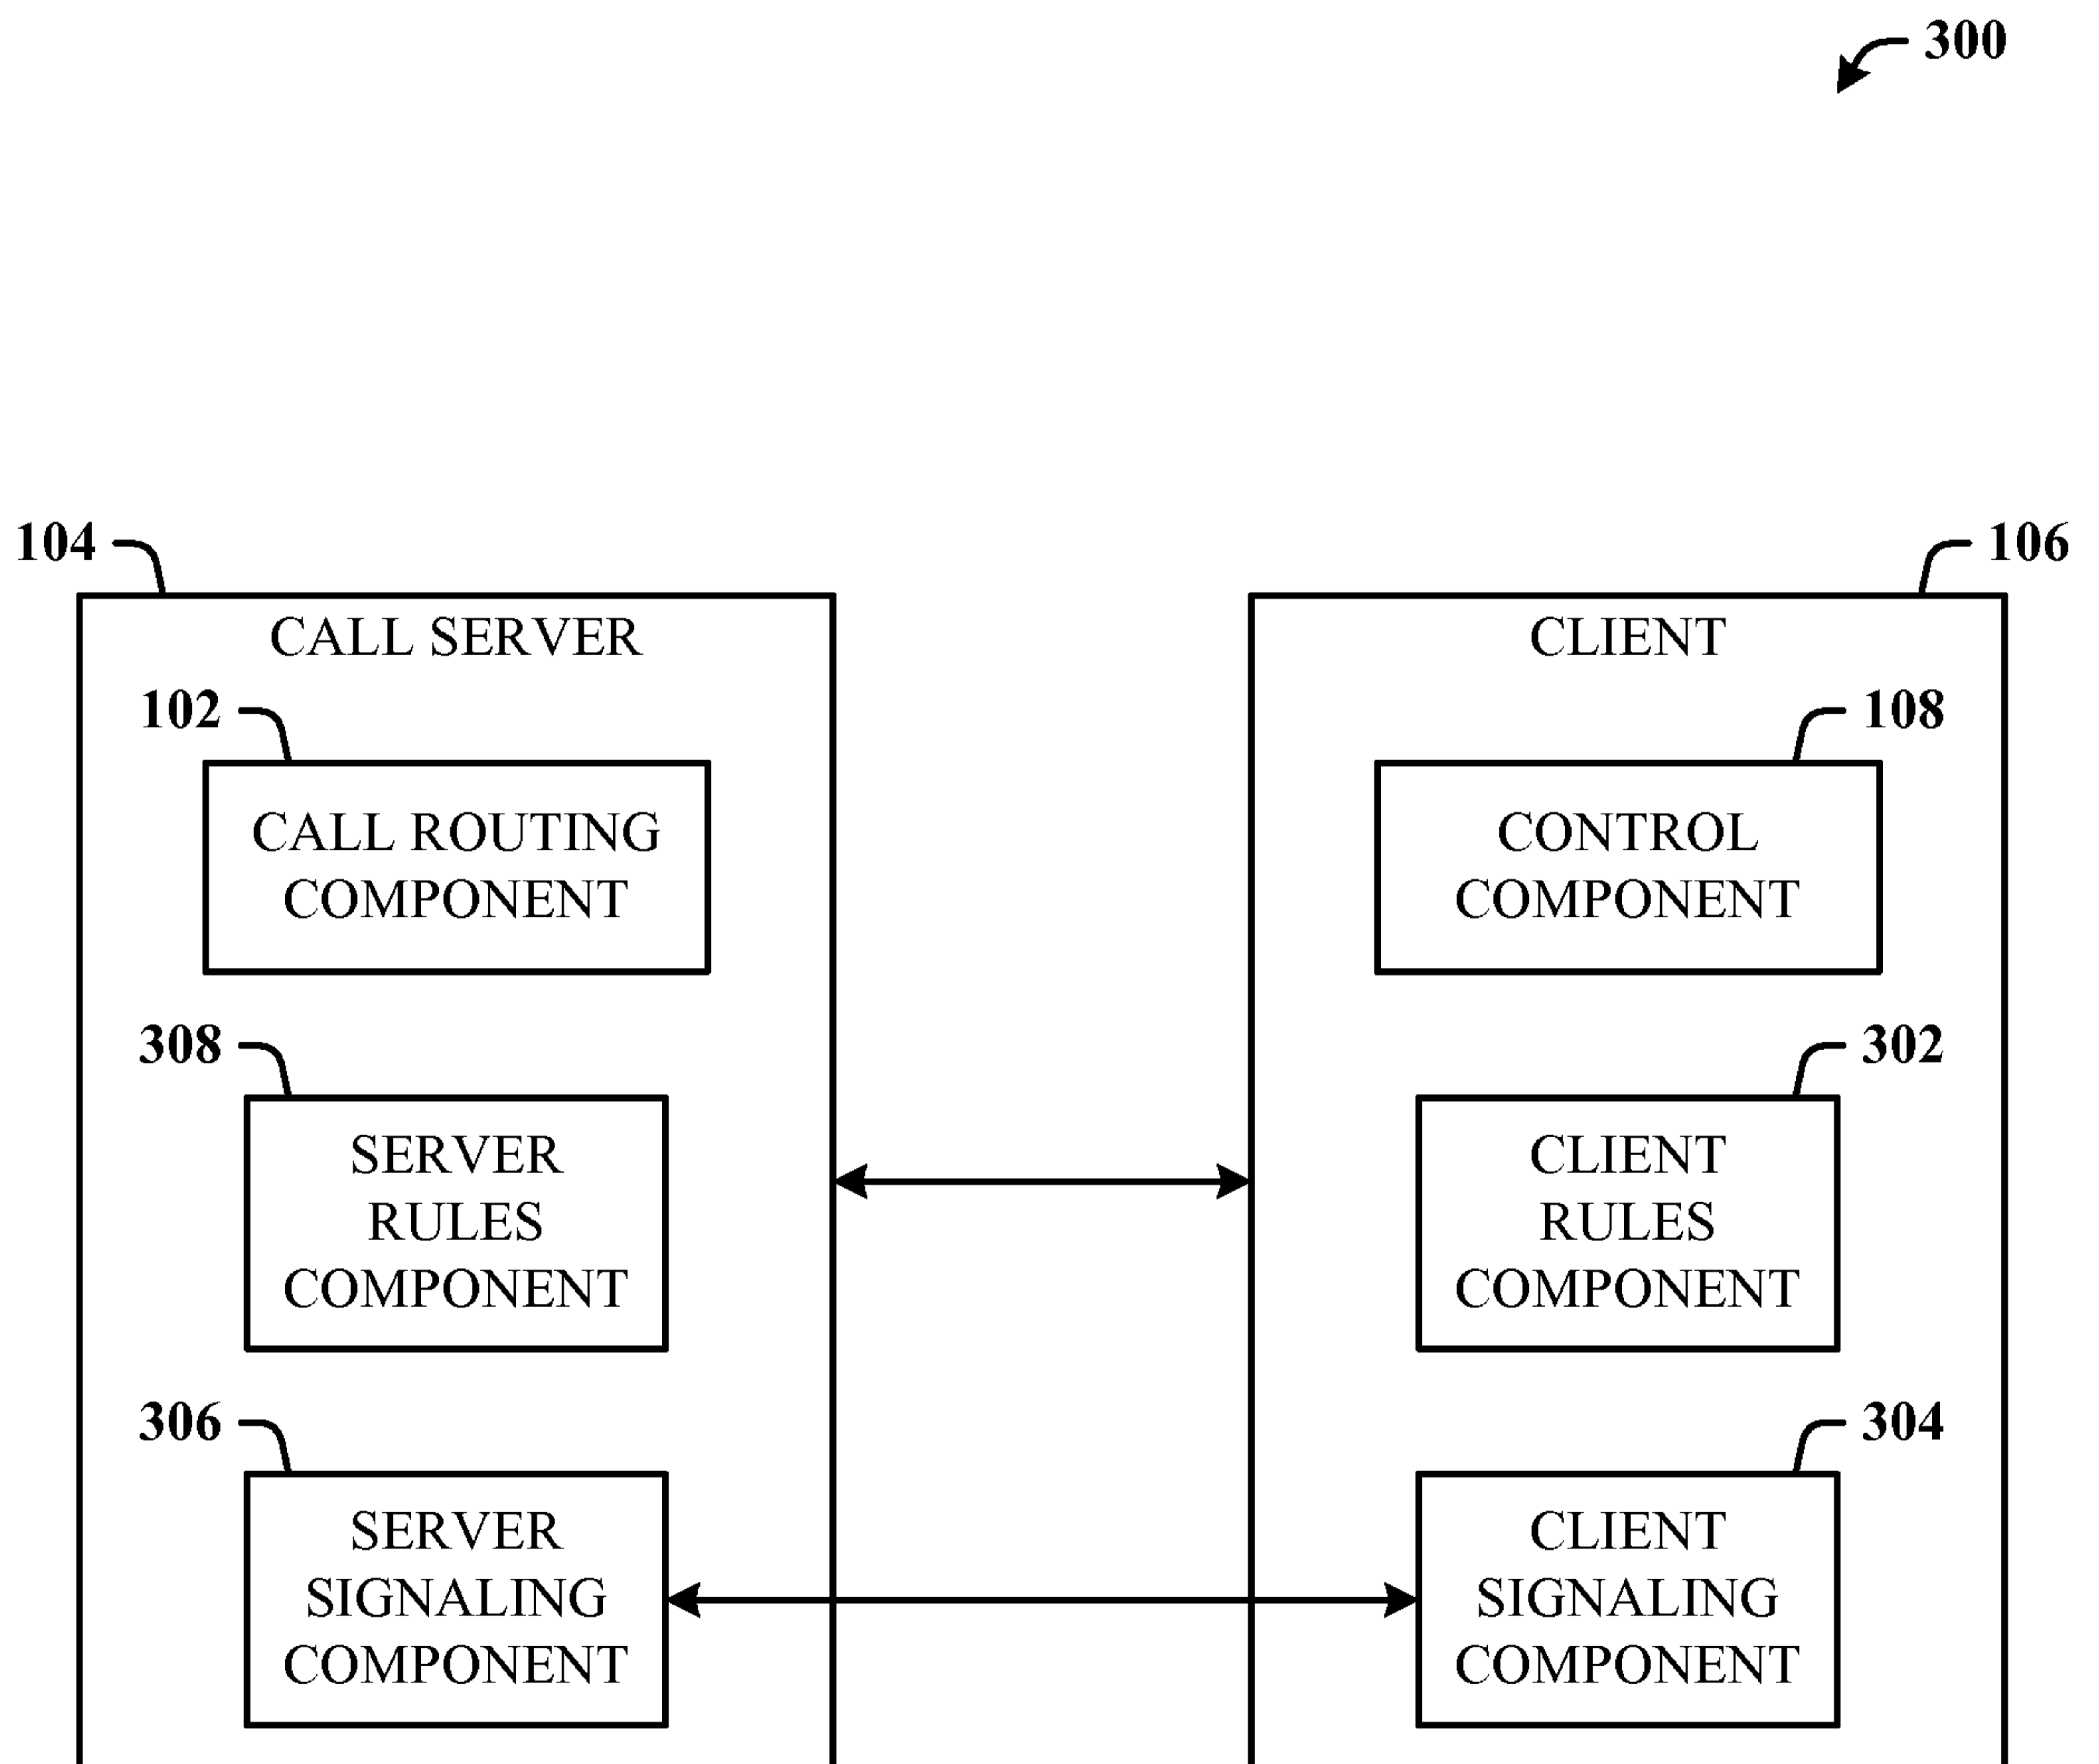 300
104
106
CALL SERVER
CLIENT
102
108
CALL ROUTING
COMPONENT
CONTROL
COMPONENT
308
302
SERVER
RULES
COMPONENT
CLIENT
RULES
COMPONENT
306
304
SERVER
SIGNALING
COMPONENT
CLIENT
SIGNALING
COMPONENT